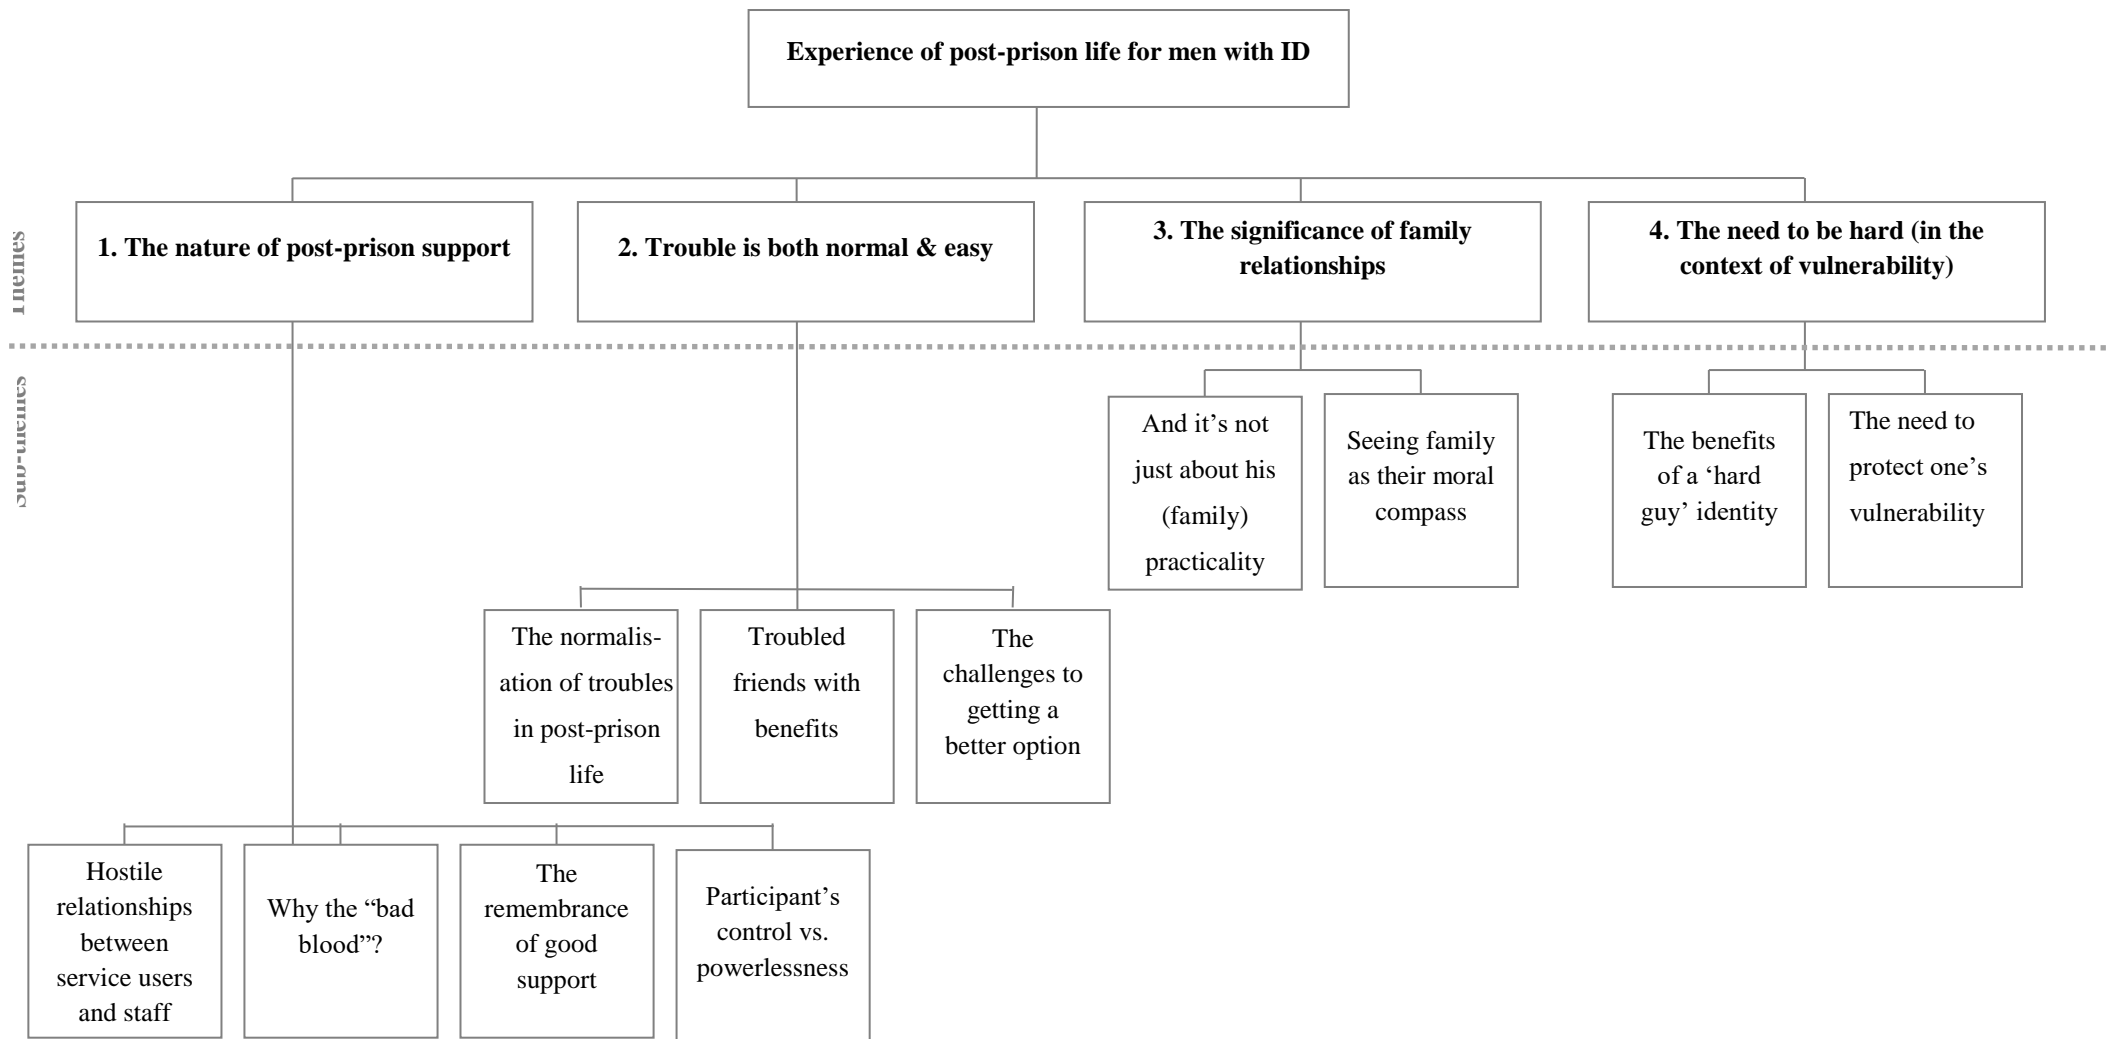 Experience of post-prison life for men with ID
Themes
1. The nature of post-prison support
2. Trouble is both normal & easy
3. The significance of family
relationships
4. The need to be hard (in the
context of vulnerability)
Sub-themes
And it’s not
just about his
(family)
practicality
Seeing family
as their moral
compass
The benefits
of a ‘hard
guy’ identity
The need to
protect one’s
vulnerability
The normalis-
ation of troubles
in post-prison
life
Troubled
friends with
benefits
The
challenges to
getting a
better option
Hostile
relationships
between
service users
and staff
Why the “bad
blood”?
The
remembrance
of good
support
Participant’s
control vs.
powerlessness